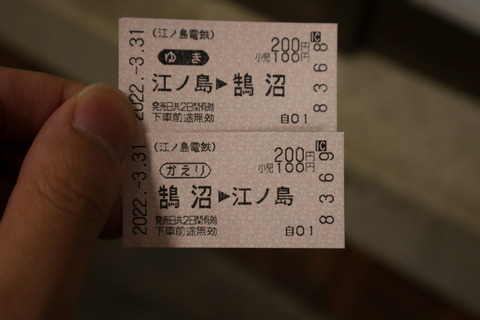 (江ノ島電鉄)
IC
ゆき
200円
小児100円
江ノ島▶鵠沼
発売日共2日間有効
下車前途無効
自01
2022.-3.31
8368
(江ノ島電鉄)
IC
かえり
200円
小児100円
鵠沼▶江ノ島
発売日共2日間有効
下車前途無効
自01
2022.-3.31
8369